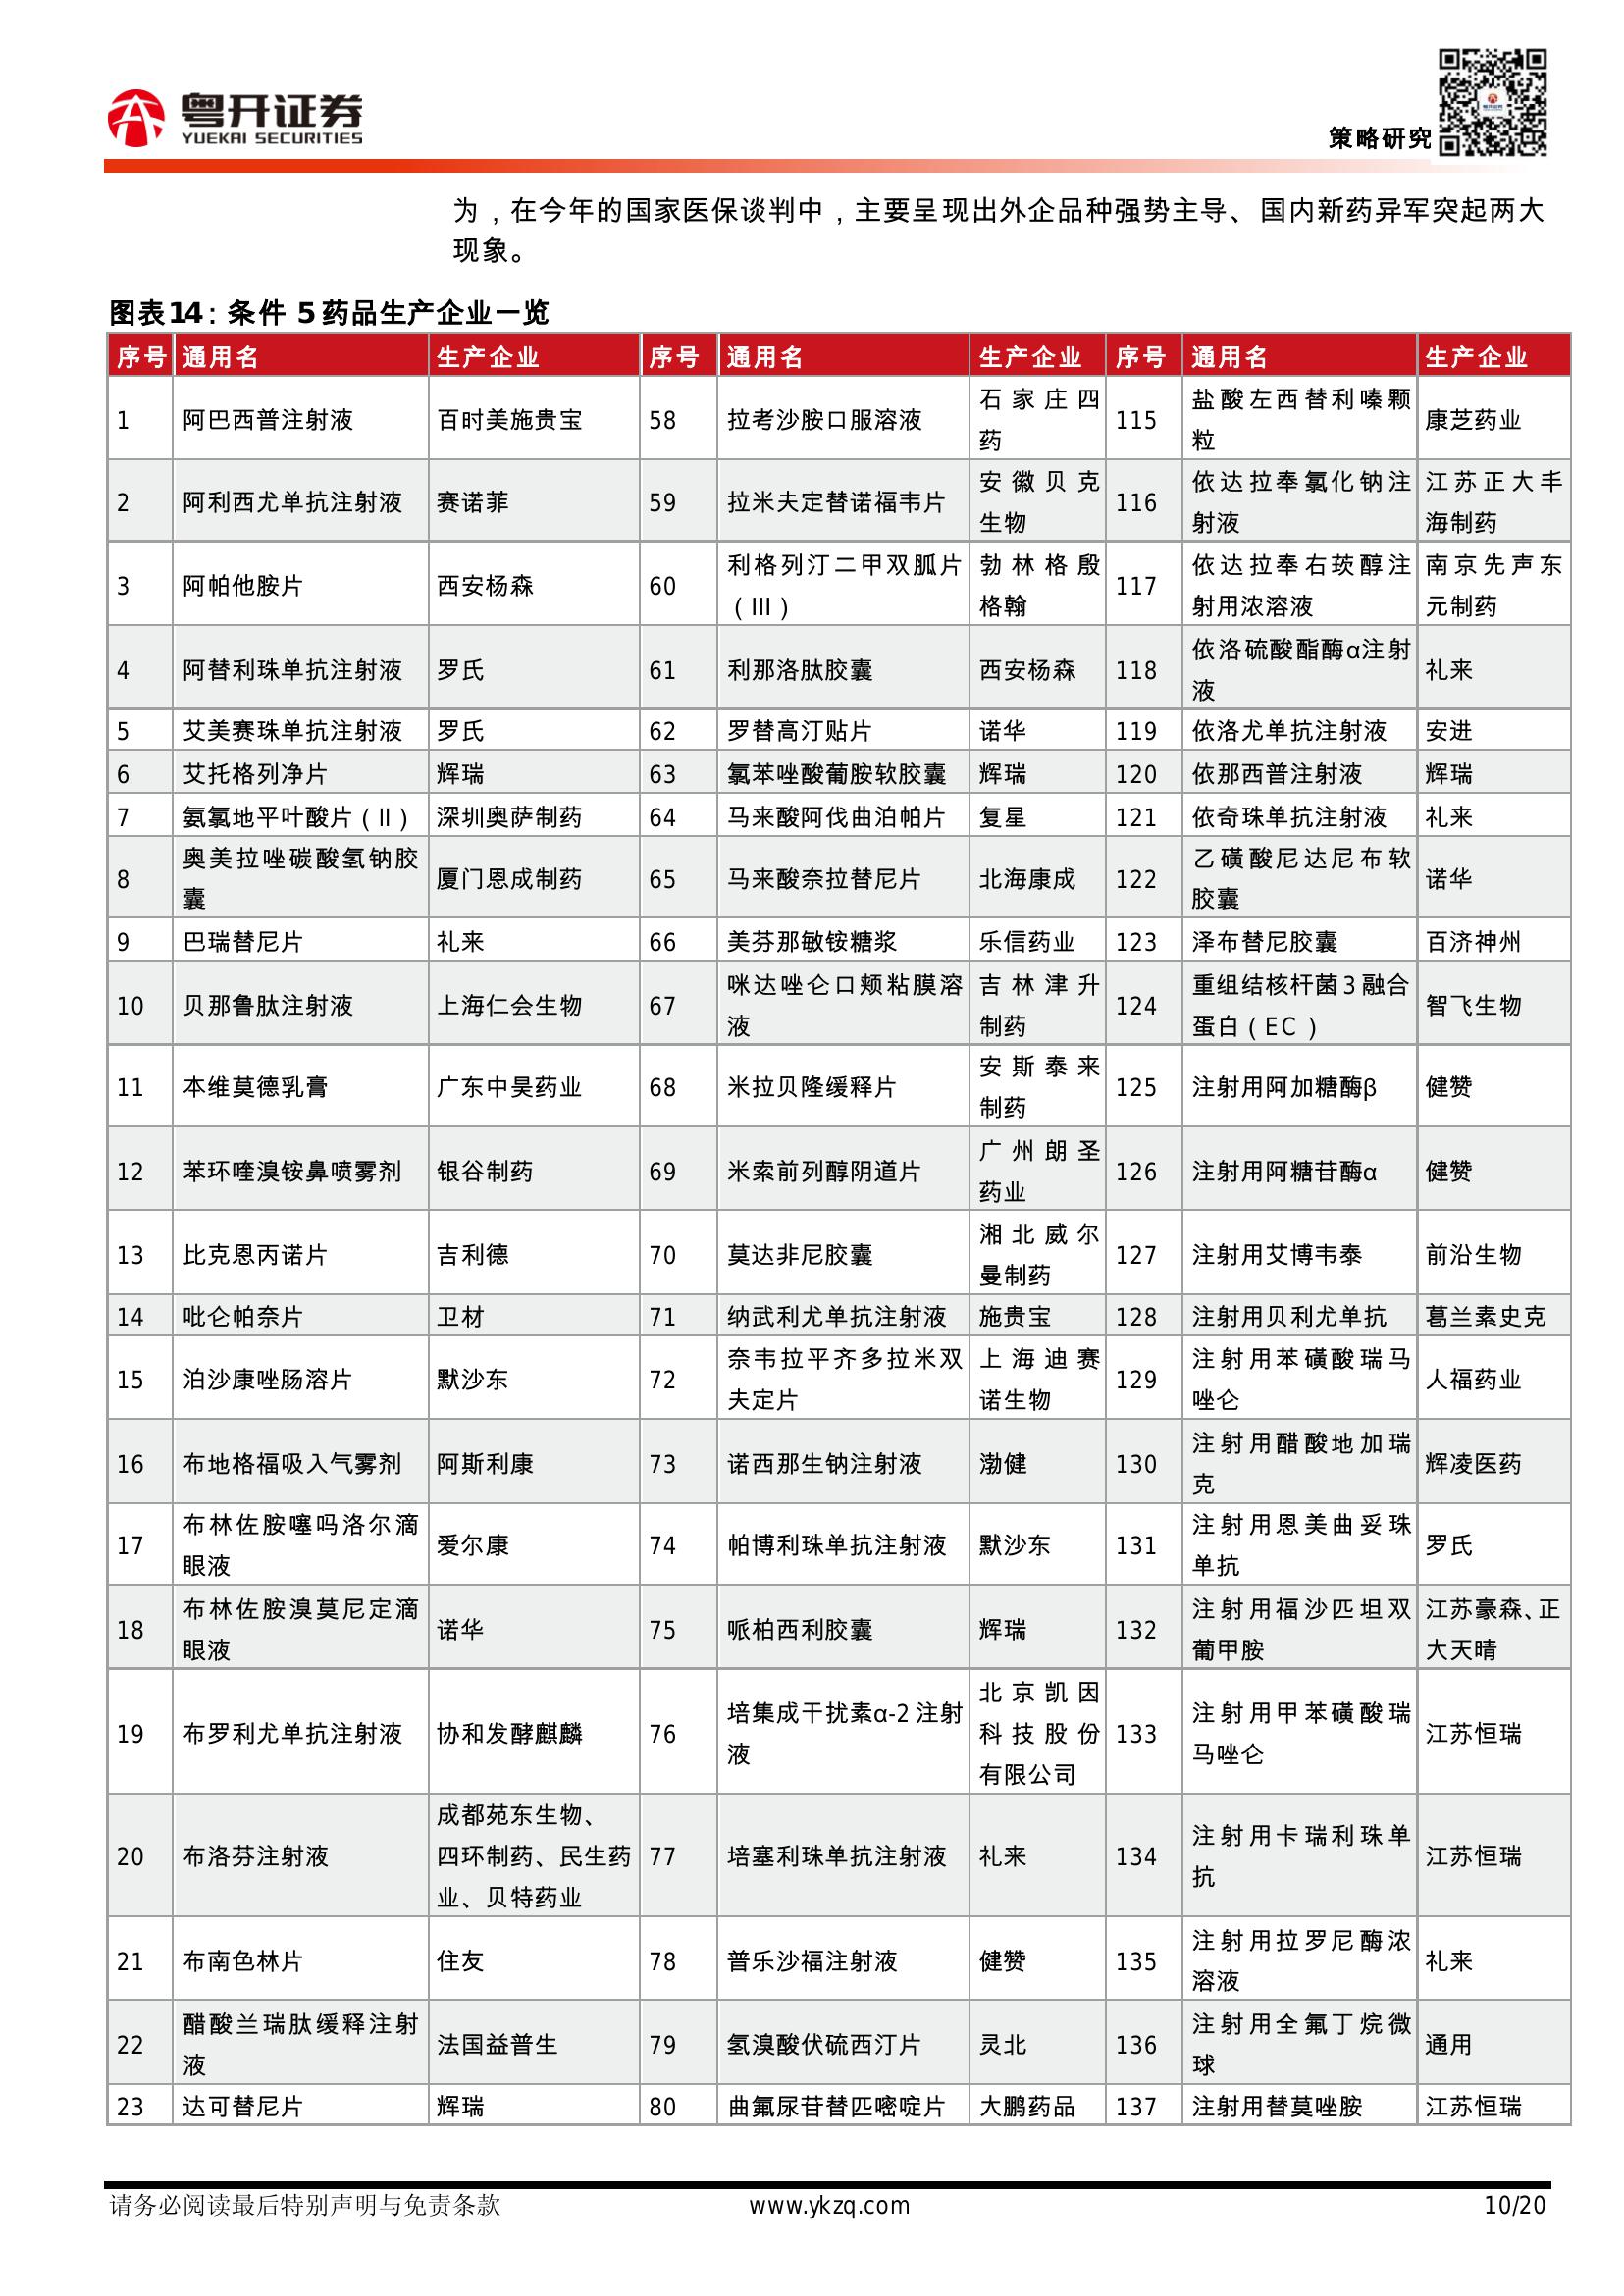 粤开证券
YUEKAI SECURITIES
策略研究
为，在今年的国家医保谈判中，主要呈现出外企品种强势主导、国内新药异军突起两大
现象。
图表14：条件 5 药品生产企业一览
序号 通用名 生产企业 序号 通用名 生产企业 序号 通用名 生产企业
1 阿巴西普注射液 百时美施贵宝 58 拉考沙胺口服溶液 石家庄四药 115 盐酸左西替利嗪颗粒 康芝药业
2 阿利西尤单抗注射液 赛诺菲 59 拉米夫定替诺福韦片 安徽贝克生物 116 依达拉奉氯化钠注射液 江苏正大丰海制药
3 阿帕他胺片 西安杨森 60 利格列汀二甲双胍片（III） 勃林格殷格翰 117 依达拉奉右莰醇注射用浓溶液 南京先声东元制药
4 阿替利珠单抗注射液 罗氏 61 利那洛肽胶囊 西安杨森 118 依洛硫酸酯酶α注射液 礼来
5 艾美赛珠单抗注射液 罗氏 62 罗替高汀贴片 诺华 119 依洛尤单抗注射液 安进
6 艾托格列净片 辉瑞 63 氯苯唑酸葡胺软胶囊 辉瑞 120 依那西普注射液 辉瑞
7 氨氯地平叶酸片（II） 深圳奥萨制药 64 马来酸阿伐曲泊帕片 复星 121 依奇珠单抗注射液 礼来
8 奥美拉唑碳酸氢钠胶囊 厦门恩成制药 65 马来酸奈拉替尼片 北海康成 122 乙磺酸尼达尼布软胶囊 诺华
9 巴瑞替尼片 礼来 66 美芬那敏铵糖浆 乐信药业 123 泽布替尼胶囊 百济神州
10 贝那鲁肽注射液 上海仁会生物 67 咪达唑仑口颊粘膜溶液 吉林津升制药 124 重组结核杆菌3融合蛋白（EC） 智飞生物
11 本维莫德乳膏 广东中昊药业 68 米拉贝隆缓释片 安斯泰来制药 125 注射用阿加糖酶β 健赞
12 苯环喹溴铵鼻喷雾剂 银谷制药 69 米索前列醇阴道片 广州朗圣药业 126 注射用阿糖苷酶α 健赞
13 比克恩丙诺片 吉利德 70 莫达非尼胶囊 湘北威尔曼制药 127 注射用艾博韦泰 前沿生物
14 吡仑帕奈片 卫材 71 纳武利尤单抗注射液 施贵宝 128 注射用贝利尤单抗 葛兰素史克
15 泊沙康唑肠溶片 默沙东 72 奈韦拉平齐多拉米双夫定片 上海迪赛诺生物 129 注射用苯磺酸瑞马唑仑 人福药业
16 布地格福吸入气雾剂 阿斯利康 73 诺西那生钠注射液 渤健 130 注射用醋酸地加瑞克 辉凌医药
17 布林佐胺噻吗洛尔滴眼液 爱尔康 74 帕博利珠单抗注射液 默沙东 131 注射用恩美曲妥珠单抗 罗氏
18 布林佐胺溴莫尼定滴眼液 诺华 75 哌柏西利胶囊 辉瑞 132 注射用福沙匹坦双葡甲胺 江苏豪森、正大天晴
19 布罗利尤单抗注射液 协和发酵麒麟 76 培集成干扰素α-2注射液 北京凯因科技股份有限公司 133 注射用甲苯磺酸瑞马唑仑 江苏恒瑞
20 布洛芬注射液 成都苑东生物、四环制药、民生药业、贝特药业 77 培塞利珠单抗注射液 礼来 134 注射用卡瑞利珠单抗 江苏恒瑞
21 布南色林片 住友 78 普乐沙福注射液 健赞 135 注射用拉罗尼酶浓溶液 礼来
22 醋酸兰瑞肽缓释注射液 法国益普生 79 氢溴酸伏硫西汀片 灵北 136 注射用全氟丁烷微球 通用
23 达可替尼片 辉瑞 80 曲氟尿苷替匹嘧啶片 大鹏药品 137 注射用替莫唑胺 江苏恒瑞
请务必阅读最后特别声明与免责条款 www.ykzq.com 10/20